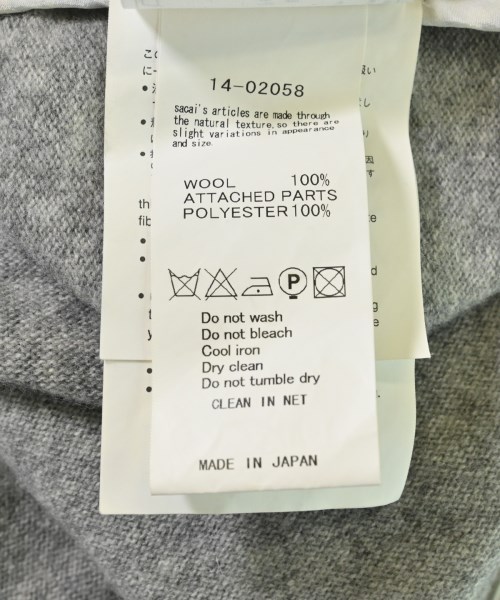 14-02058
sacai's articles are made through
the natural texture, so there are
slight variations in appearance
and size.
WOOL 100%
ATTACHED PARTS
POLYESTER 100%
P
Do not wash
Do not bleach
Cool iron
Dry clean
Do not tumble dry
CLEAN IN NET
MADE IN JAPAN